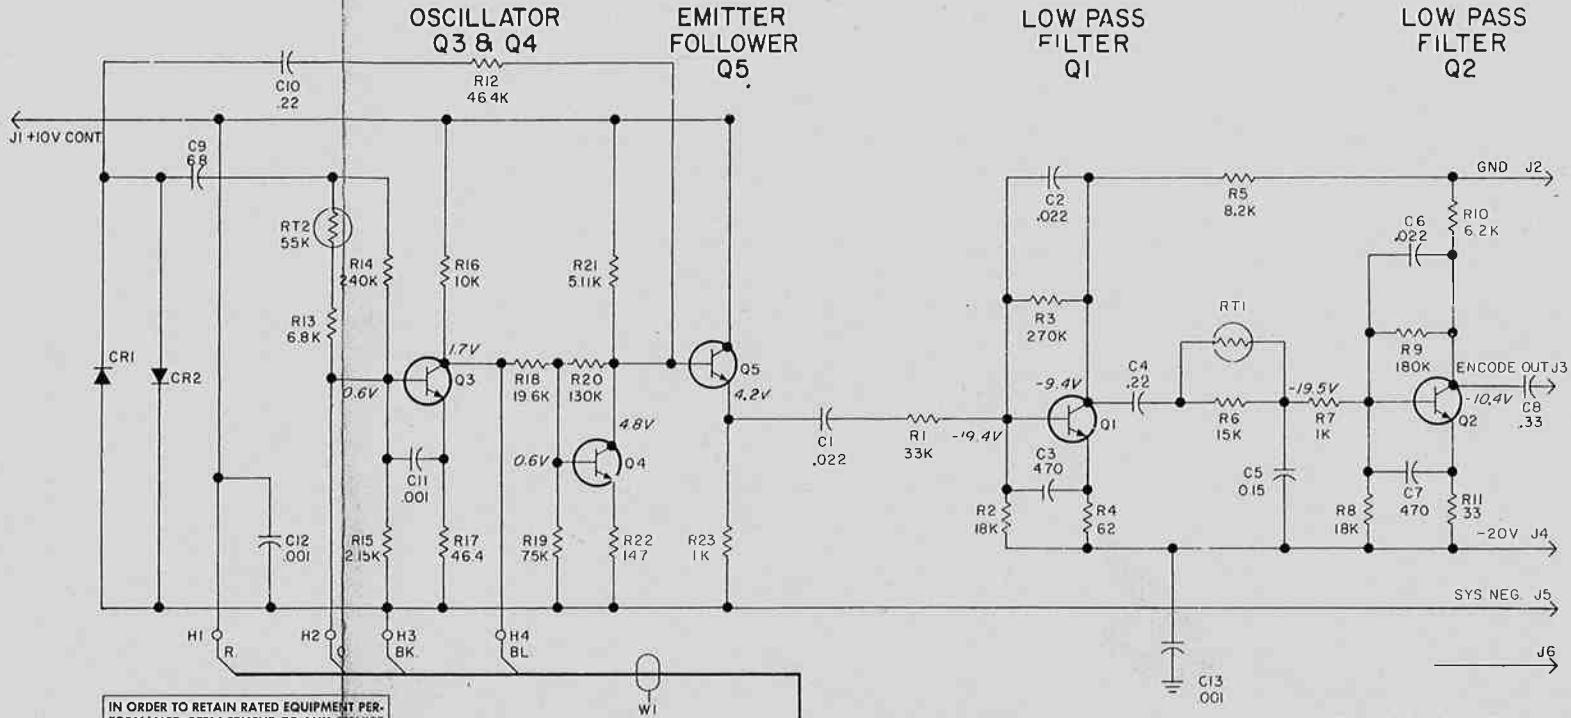 OSCILLATOR
Q3 & Q4
EMITTER
FOLLOWER
Q5
LOW PASS
FILTER
Q1
LOW PASS
FILTER
Q2
C10
.22
R12
46.4K
J1 +10V CONT.
C9
6.8
RT2
55K
R14
240K
R16
10K
R21
5.11K
R13
6.8K
CR1
CR2
1.7V
Q3
0.6V
R18
19.6K
R20
130K
Q5
4.2V
4.8V
0.6V
Q4
C11
.001
C12
.001
R15
2.15K
R17
46.4
R19
75K
R22
147
R23
1K
C1
.022
R1
33K
-19.4V
C2
.022
R5
8.2K
GND J2
R10
6.2K
C6
.022
R3
270K
RT1
R9
180K
-9.4V
C4
.22
Q1
-19.5V
R6
15K
R7
1K
ENCODE OUT J3
-10.4V
Q2
C8
.33
C3
470
C5
0.15
C7
470
R2
18K
R4
62
R8
18K
R11
33
-20V J4
SYS NEG. J5
J6
H1
R.
H2
O
H3
BK.
H4
BL
W1
C13
.001
IN ORDER TO RETAIN RATED EQUIPMENT PER-